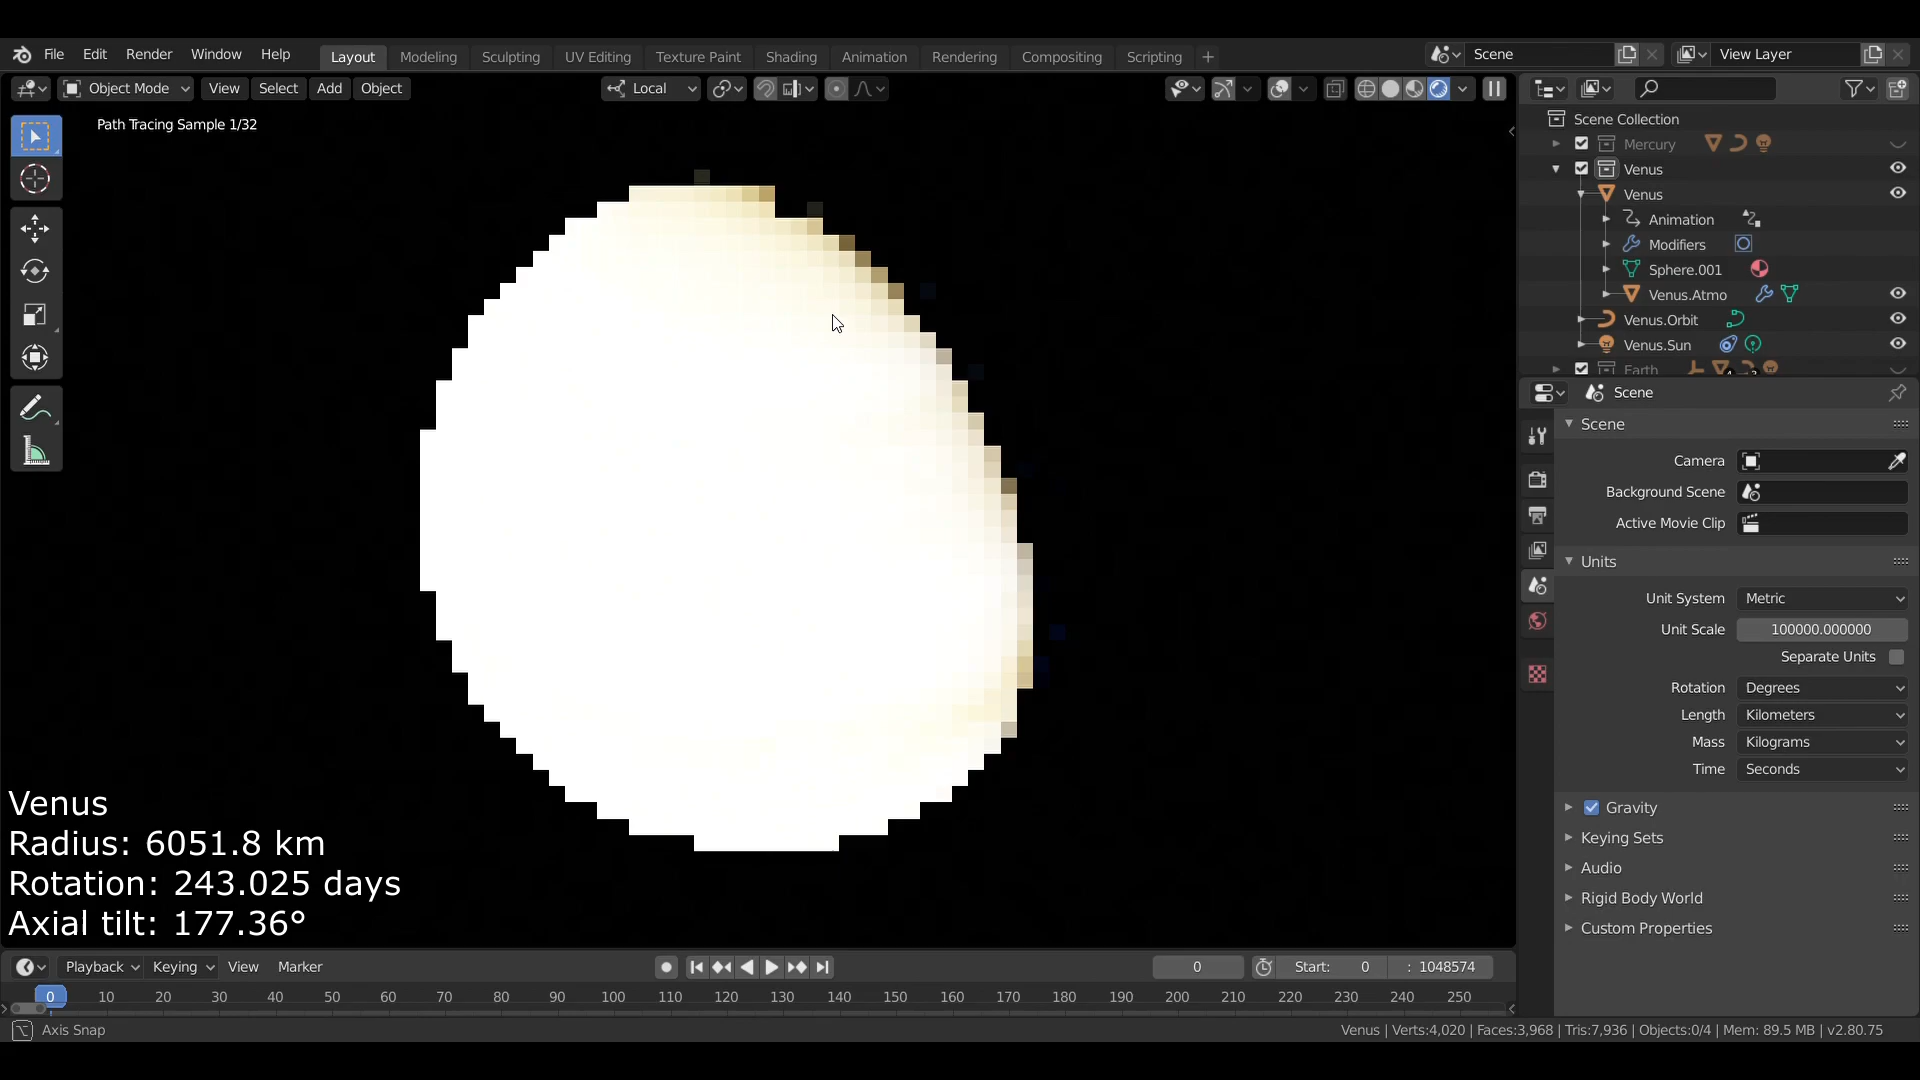 File Edit Render Window Help Layout Modeling Sculpting UV Editing Texture Paint Shading Animation Rendering Compositing Scripting + Scene View Layer
Object Mode View Select Add Object Local
Path Tracing Sample 1/32
Scene Collection
Mercury
Venus
Venus
Animation
Modifiers
Sphere.001
Venus.Atmo
Venus.Orbit
Venus.Sun
Earth
Scene
Scene
Camera
Background Scene
Active Movie Clip
Units
Unit System Metric
Unit Scale 100000.000000
Separate Units
Rotation Degrees
Length Kilometers
Mass Kilograms
Time Seconds
Gravity
Keying Sets
Audio
Rigid Body World
Custom Properties
Venus
Radius: 6051.8 km
Rotation: 243.025 days
Axial tilt: 177.36°
Playback Keying View Marker 0 Start: 0 : 1048574
0 10 20 30 40 50 60 70 80 90 100 110 120 130 140 150 160 170 180 190 200 210 220 230 240 250
Axis Snap Venus | Verts:4,020 | Faces:3,968 | Tris:7,936 | Objects:0/4 | Mem: 89.5 MB | v2.80.75